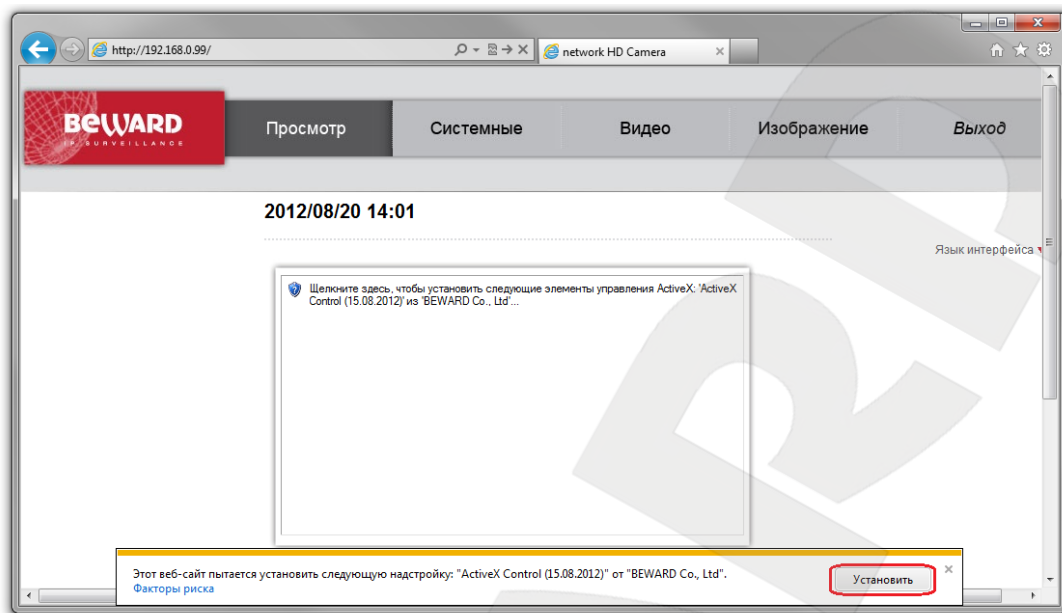 http://192.168.0.99/
network HD Camera
BEWARD
IP SURVEILLANCE
Просмотр
Системные
Видео
Изображение
Выход
2012/08/20 14:01
Язык интерфейса
Щелкните здесь, чтобы установить следующие элементы управления ActiveX: 'ActiveX
Control (15.08.2012)' из 'BEWARD Co., Ltd'...
Этот веб-сайт пытается установить следующую надстройку: "ActiveX Control (15.08.2012)" от "BEWARD Co., Ltd".
Факторы риска
Установить